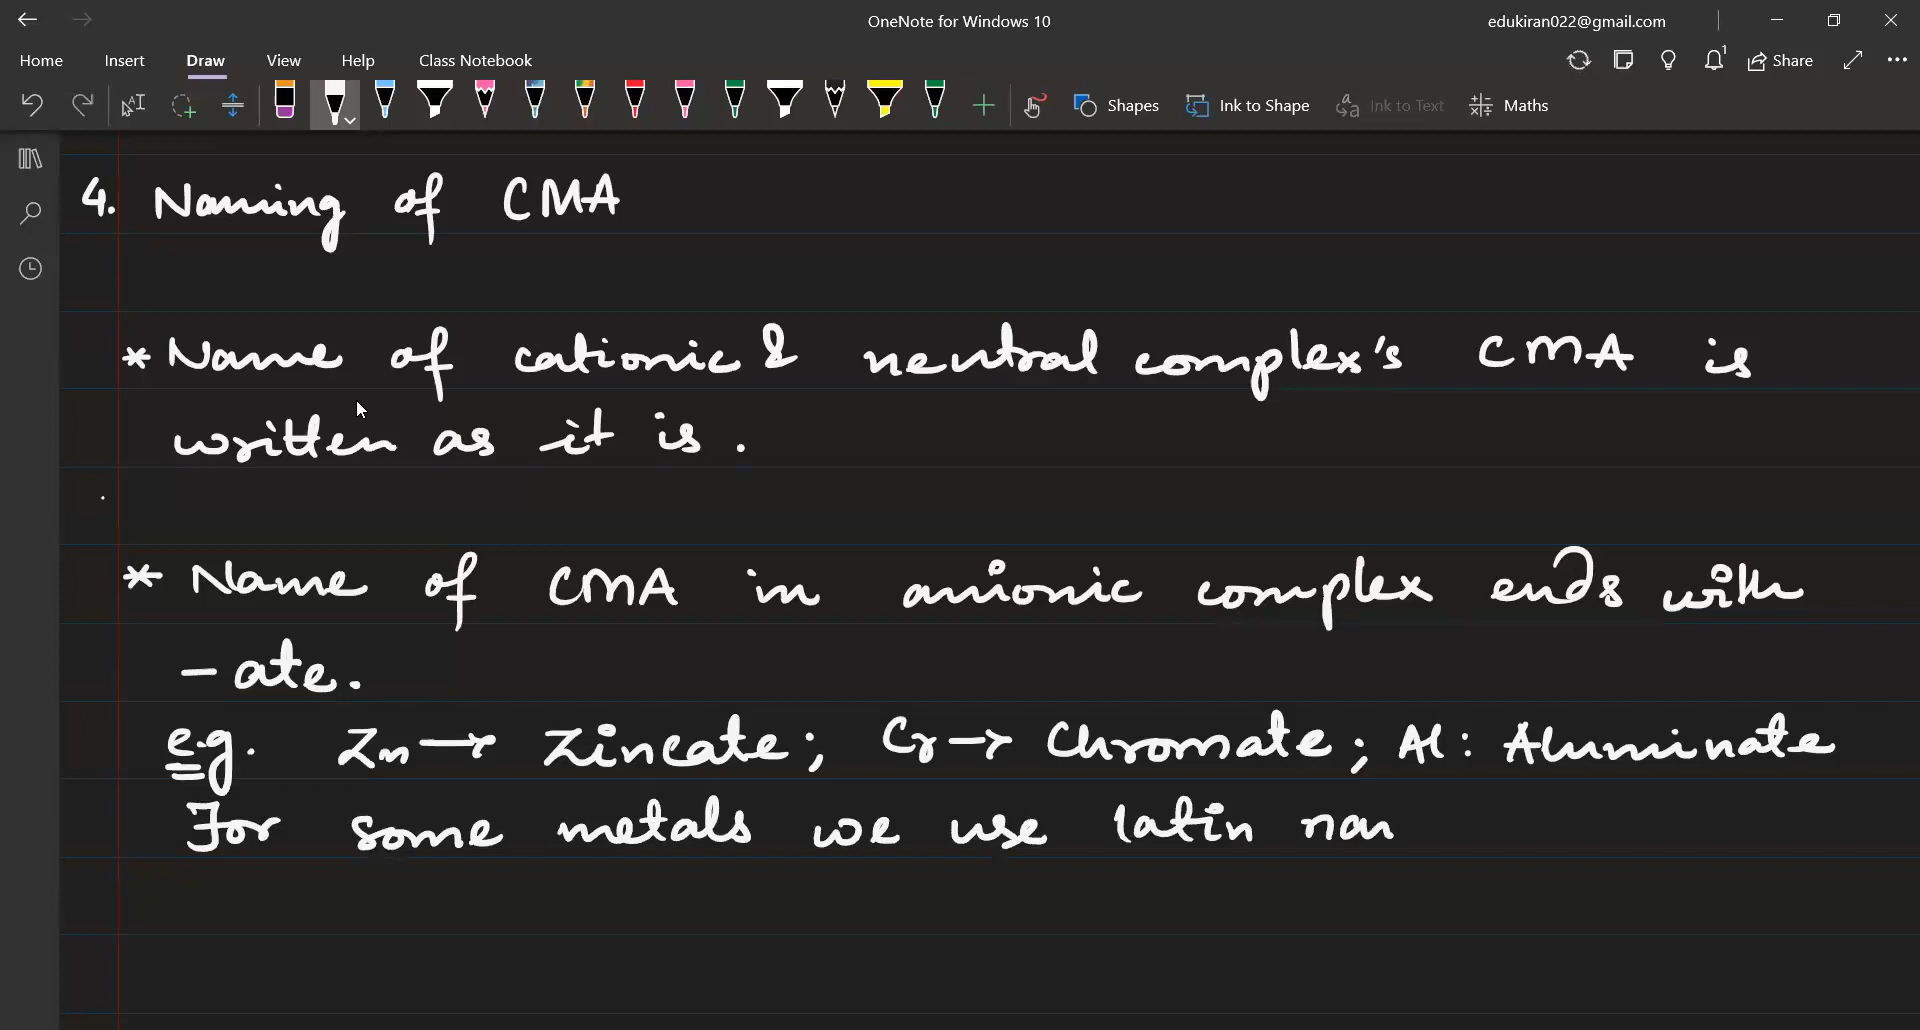 OneNote for Windows 10
edukiran022@gmail.com
Home Insert Draw View Help Class Notebook
1
Share
Shapes Ink to Shape Ink to Text Maths
4. Naming of CMA
* Name of cationic & neutral complex's CMA is
written as it is.
* Name of CMA in anionic complex ends with
- ate.
e.g. Zn → Zincate; Cr → Chromate; Al: Aluminate
For some metals we use latin nam